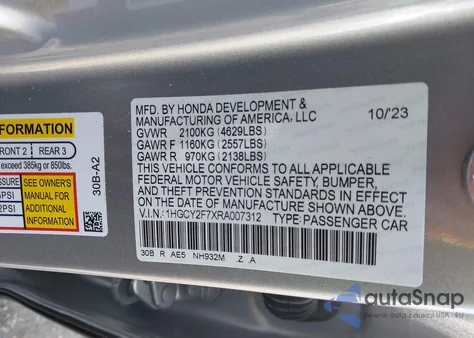 FORMATION
FRONT 2 REAR 3
exceed 385kg or 850lbs.
SEE OWNER'S
MANUAL FOR
ADDITIONAL
INFORMATION
30B-A2
MFD. BY HONDA DEVELOPMENT &
MANUFACTURING OF AMERICA, LLC 10/23
GVWR 2100KG (4629LBS)
GAWR F 1160KG (2557LBS)
GAWR R 970KG (2138LBS)
THIS VEHICLE CONFORMS TO ALL APPLICABLE
FEDERAL MOTOR VEHICLE SAFETY, BUMPER,
AND THEFT PREVENTION STANDARDS IN EFFECT
ON THE DATE OF MANUFACTURE SHOWN ABOVE.
V.I.N.: 1HGCY2F7XRA007312 TYPE: PASSENGER CAR
30B R AE5 NH932M .Z .A
autoSnap